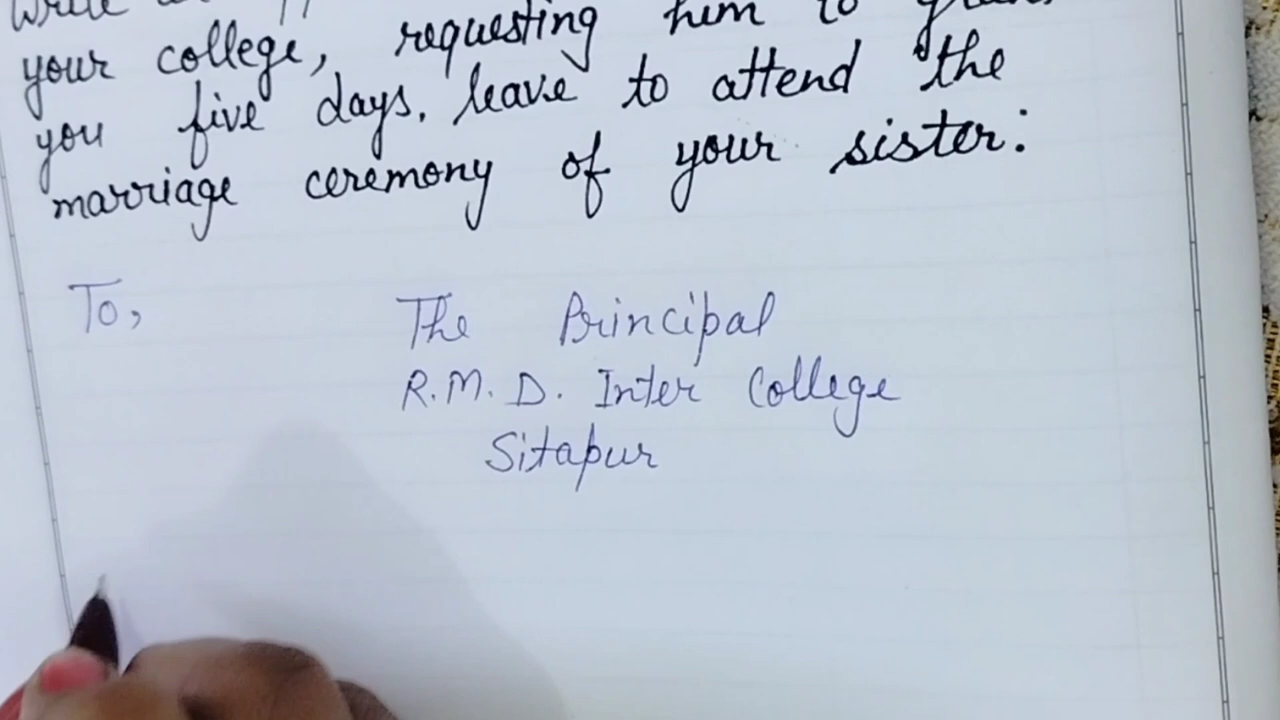 your college, requesting him to
you five days. leave to attend the
marriage ceremony of your sister:
To,
The Principal
R.M.D. Inter College
Sitapur